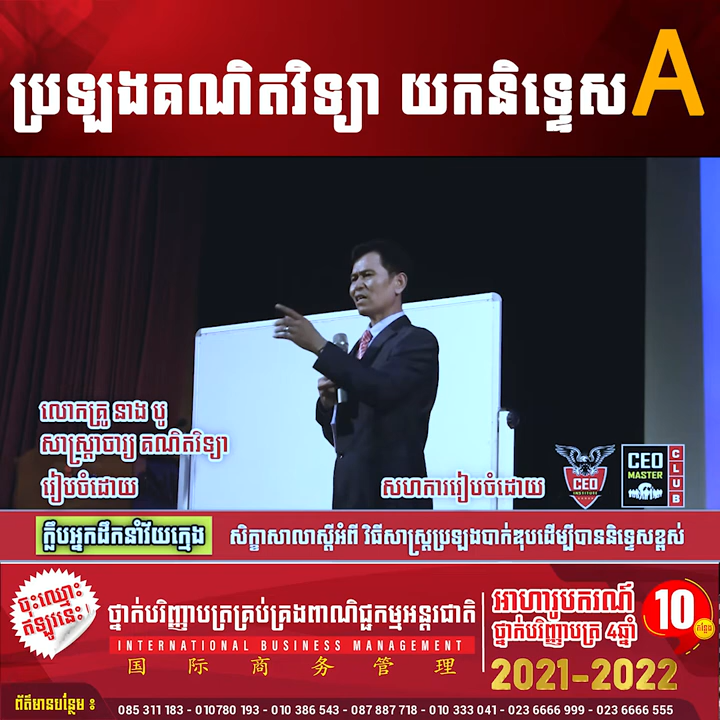 ប្រឡងគណិតវិទ្យា យកនិទ្ទេស A
លោកគ្រូ នាង បូ
សាស្ត្រាចារ្យ គណិតវិទ្យា
រៀបចំដោយ
សហការរៀបចំដោយ
CEO
INSTITUTE
CEO
MASTER
CLUB
ក្លឹបអ្នកដឹកនាំវ័យក្មេង
សិក្ខាសាលាស្តីអំពី វិធីសាស្ត្រប្រឡងបាក់ឌុបដើម្បីបាននិទ្ទេសខ្ពស់
ចុះឈ្មោះ
ឥឡូវនេះ!
ថ្នាក់បរិញ្ញាបត្រគ្រប់គ្រងពាណិជ្ជកម្មអន្តរជាតិ
INTERNATIONAL BUSINESS MANAGEMENT
国 际 商 务 管 理
អាហារូបករណ៍
ថ្នាក់បរិញ្ញាបត្រ 4ឆ្នាំ
10
កន្លែង
2021-2022
ព័ត៌មានបន្ថែម ៖
085 311 183 - 010780 193 - 010 386 543 - 087 887 718 - 010 333 041 - 023 6666 999 - 023 6666 555